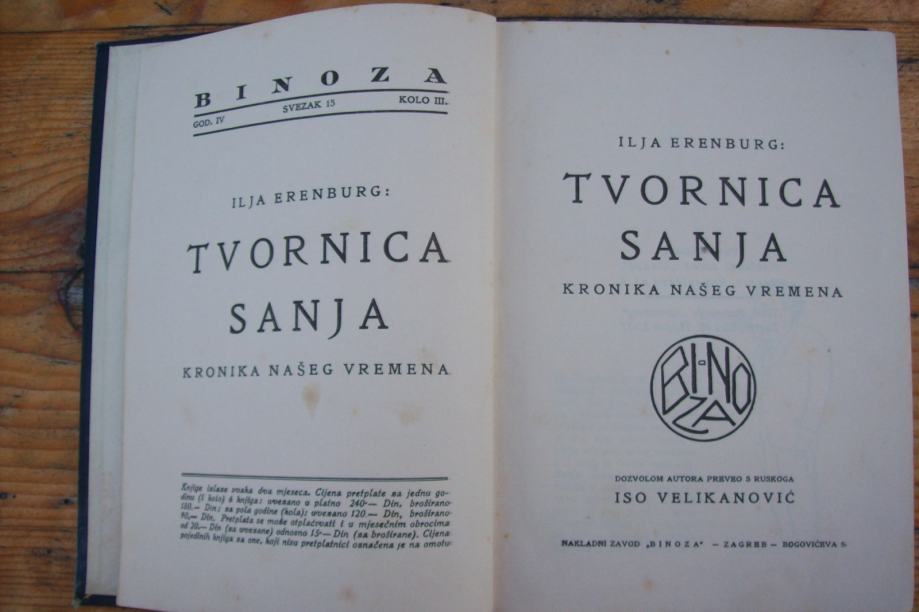 BINOZA
GOD. IV SVEZAK 15 KOLO III.
ILJA ERENBURG:
TVORNICA
SANJA
KRONIKA NAŠEG VREMENA
Knjige izlaze svaka dva mjeseca. Cijena pretplate za jednu go-
dinu (1 kolo) 6 knjiga: uvezano u platno 240·— Din, broširano
180.— Din; za pola godine (kola): uvezano 120.— Din, broširano·
90,— Din. Pretplata se može otplaćivati i u mjesečnim obrocima
od 20,— Din (za uvezane) odnosno 15·— Din (za broširane). Cijena
pojedinih knjiga za one, koji nisu pretplatnici označena je na omotu·
ILJA ERENBURG:
TVORNICA
SANJA
KRONIKA NAŠEG VREMENA
BI-NO
ZA
DOZVOLOM AUTORA PREVEO S RUSKOGA
ISO VELIKANOVIĆ
NAKLADNI ZAVOD „BINOZA" — ZAGREB — BOGOVIĆEVA